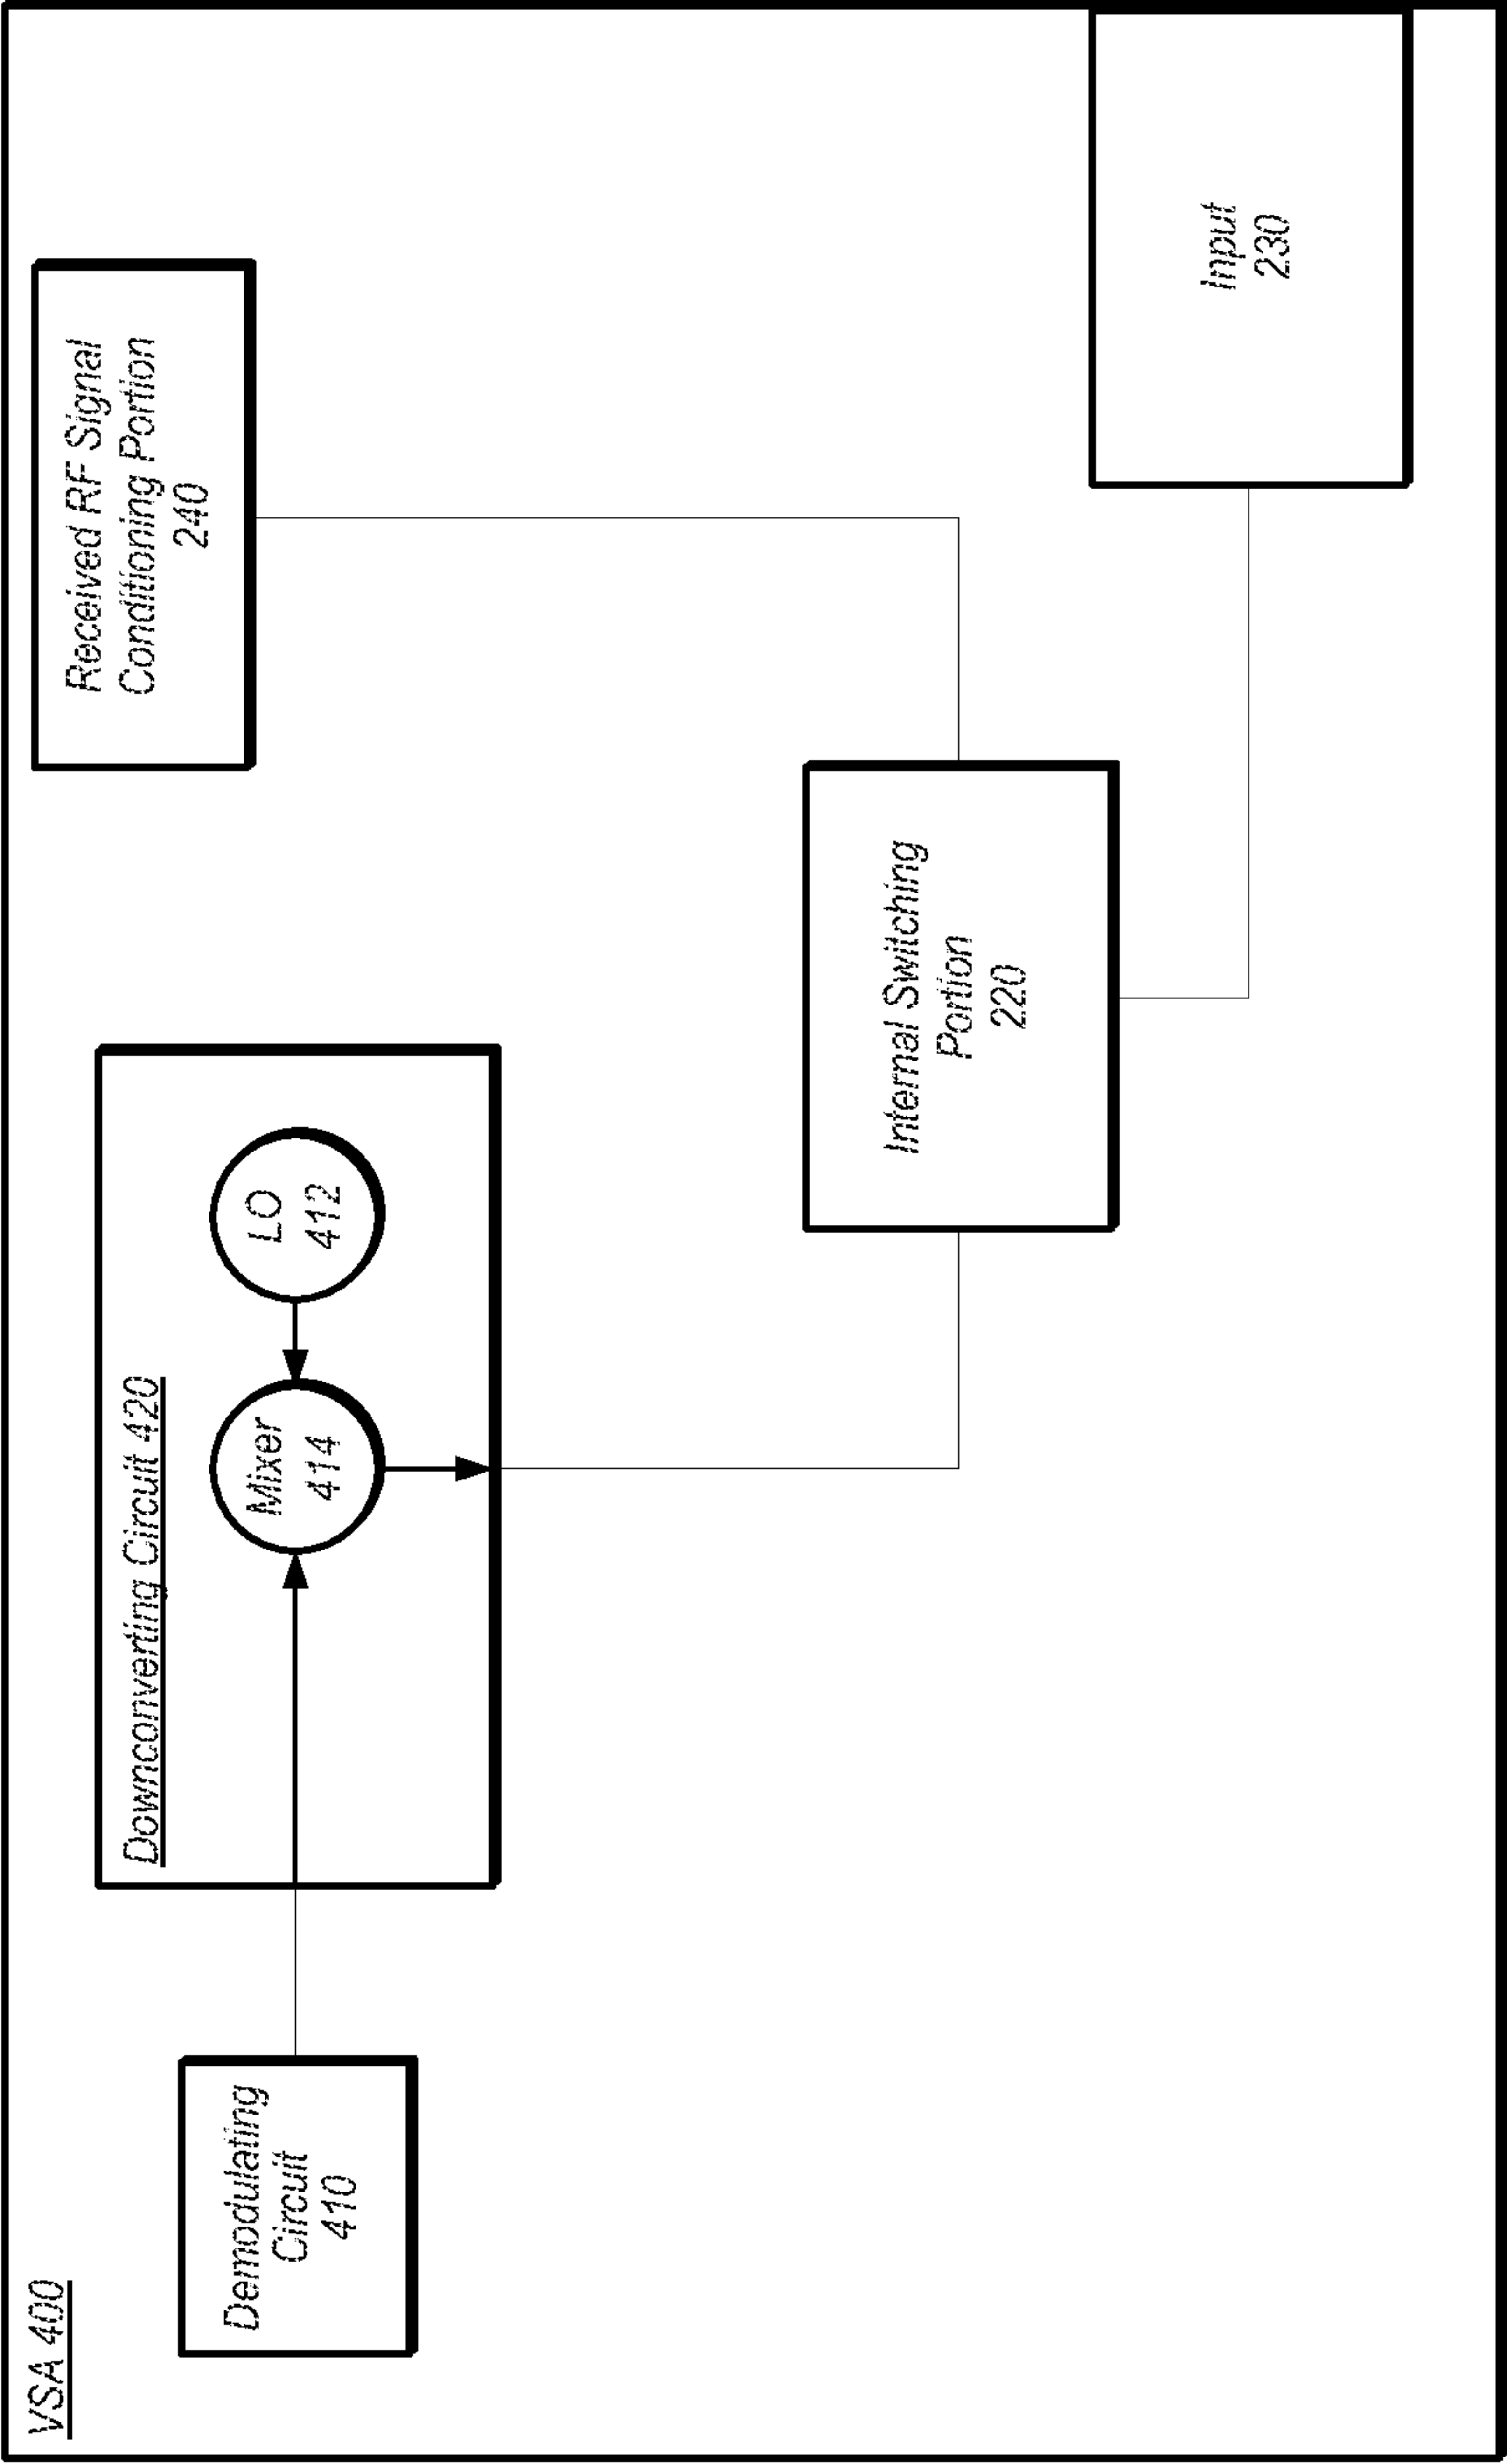 VSA 400
Demodulating
Circuit
410
Downconverting Circuit 420
Mixer
414
LO
412
Received RF Signal
Conditioning Portion
240
Internal Switching
Portion
220
Input
230